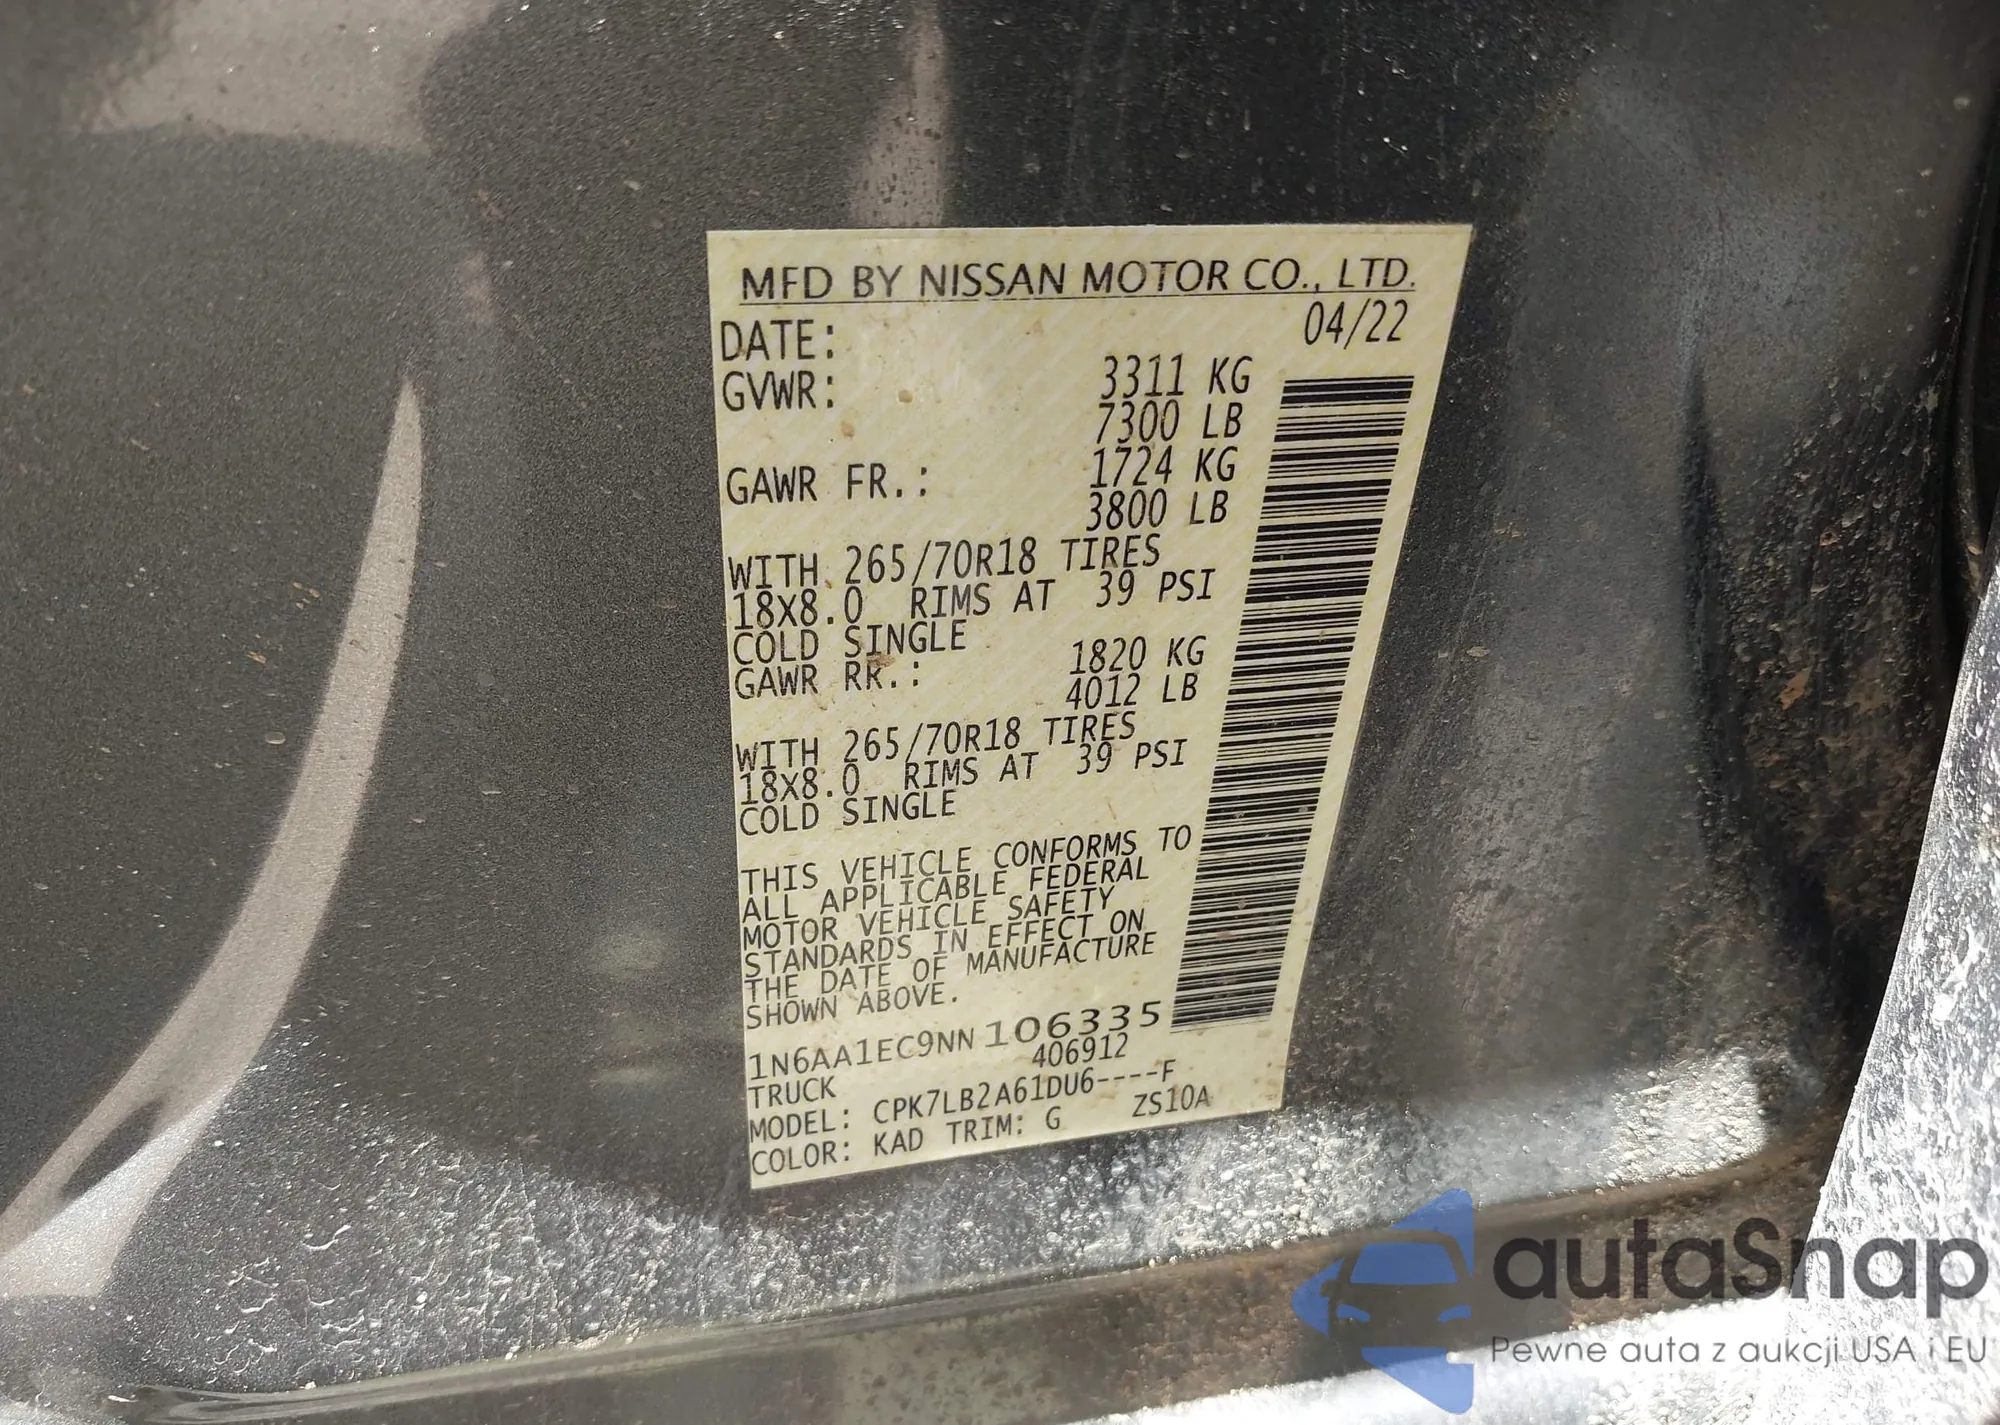 MFD BY NISSAN MOTOR CO., LTD.
DATE: 04/22
GVWR: 3311 KG
7300 LB
GAWR FR.: 1724 KG
3800 LB
WITH 265/70R18 TIRES
18X8.0 RIMS AT 39 PSI
COLD SINGLE
GAWR RR.: 1820 KG
4012 LB
WITH 265/70R18 TIRES
18X8.0 RIMS AT 39 PSI
COLD SINGLE
THIS VEHICLE CONFORMS TO
ALL APPLICABLE FEDERAL
MOTOR VEHICLE SAFETY
STANDARDS IN EFFECT ON
THE DATE OF MANUFACTURE
SHOWN ABOVE.
1N6AA1EC9NN106335
TRUCK 406912
MODEL: CPK7LB2A61DU6----F
COLOR: KAD TRIM: G ZS10A
autaSnap
Pewne auta z aukcji USA i EU